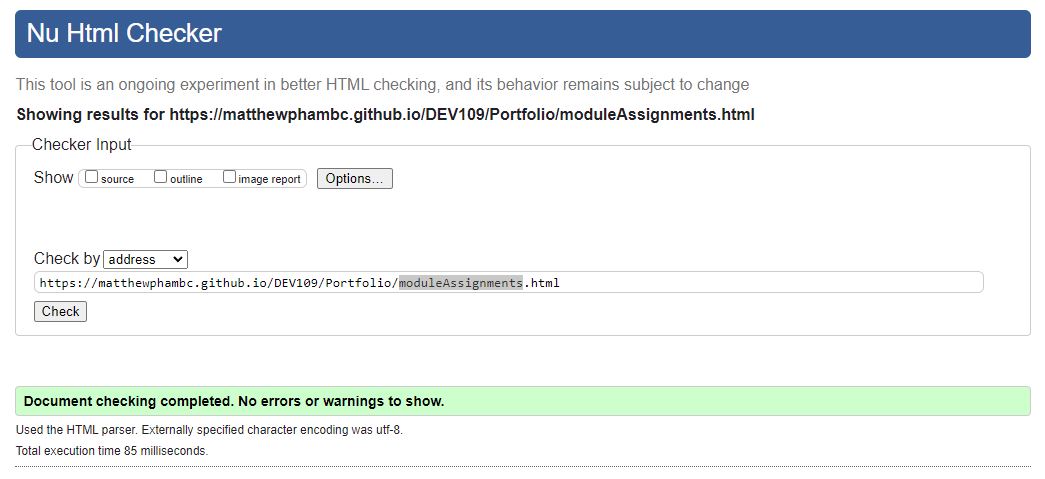 Nu Html Checker
This tool is an ongoing experiment in better HTML checking, and its behavior remains subject to change
Showing results for https://matthewphambc.github.io/DEV109/Portfolio/moduleAssignments.html
Checker Input
Show source outline image report Options...
Check by address
https://matthewphambc.github.io/DEV109/Portfolio/moduleAssignments.html
Check
Document checking completed. No errors or warnings to show.
Used the HTML parser. Externally specified character encoding was utf-8.
Total execution time 85 milliseconds.